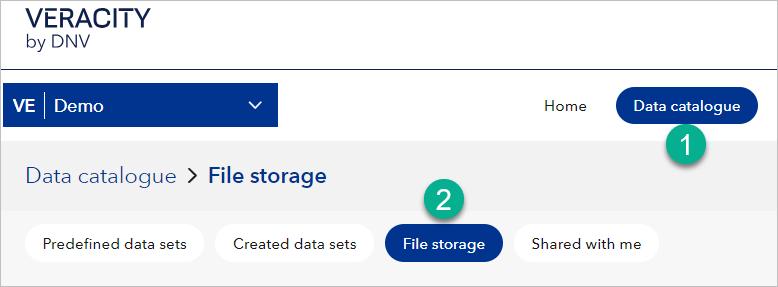 VERACITY
by DNV
VE Demo
Home
Data catalogue
1
Data catalogue > File storage
2
Predefined data sets
Created data sets
File storage
Shared with me